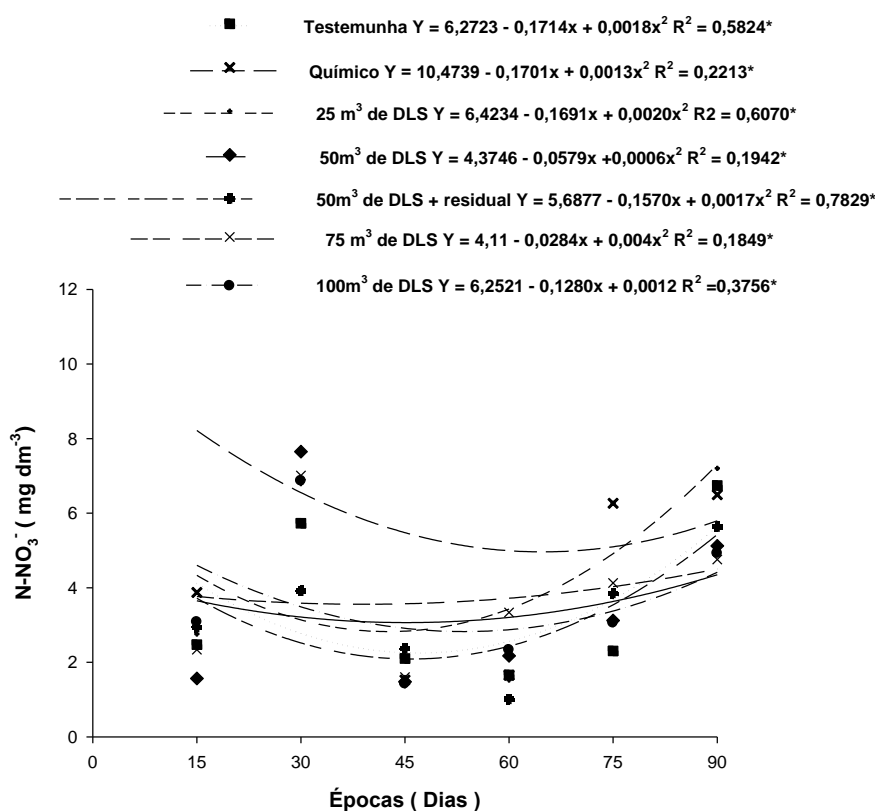 Testemunha Y = 6,2723 - 0,1714x + 0,0018x² R² = 0,5824*
Químico Y = 10,4739 - 0,1701x + 0,0013x² R² = 0,2213*
25 m³ de DLS Y = 6,4234 - 0,1691x + 0,0020x² R2 = 0,6070*
50m³ de DLS Y = 4,3746 - 0,0579x +0,0006x² R² = 0,1942*
50m³ de DLS + residual Y = 5,6877 - 0,1570x + 0,0017x² R² = 0,7829*
75 m³ de DLS Y = 4,11 - 0,0284x + 0,004x² R² = 0,1849*
100m³ de DLS Y = 6,2521 - 0,1280x + 0,0012 R² =0,3756*
12
10
8
6
4
2
0
N-NO₃⁻ ( mg dm⁻³)
0 15 30 45 60 75 90
Épocas ( Dias )